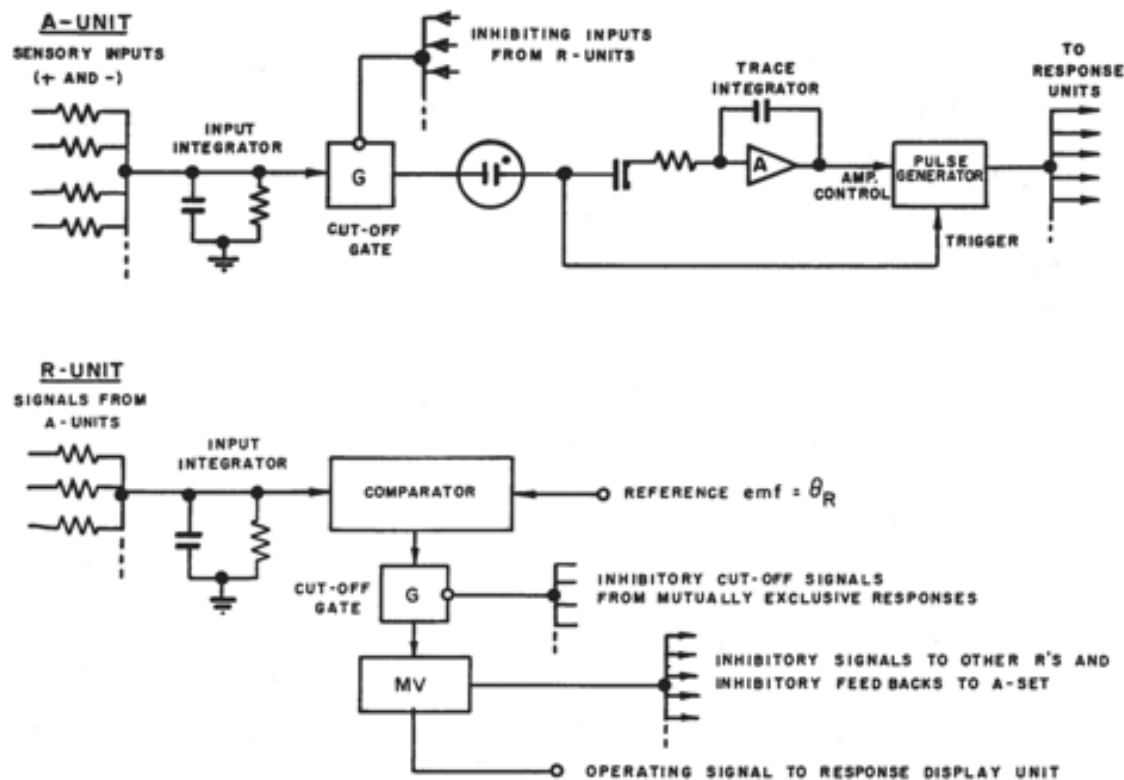 A-UNIT
SENSORY INPUTS
(+ AND -)
INPUT
INTEGRATOR
G
CUT-OFF
GATE
INHIBITING INPUTS
FROM R-UNITS
TRACE
INTEGRATOR
A
AMP.
CONTROL
PULSE
GENERATOR
TRIGGER
TO
RESPONSE
UNITS
R-UNIT
SIGNALS FROM
A-UNITS
INPUT
INTEGRATOR
COMPARATOR
REFERENCE emf = θR
CUT-OFF
GATE
G
INHIBITORY CUT-OFF SIGNALS
FROM MUTUALLY EXCLUSIVE RESPONSES
MV
INHIBITORY SIGNALS TO OTHER R'S AND
INHIBITORY FEEDBACKS TO A-SET
OPERATING SIGNAL TO RESPONSE DISPLAY UNIT